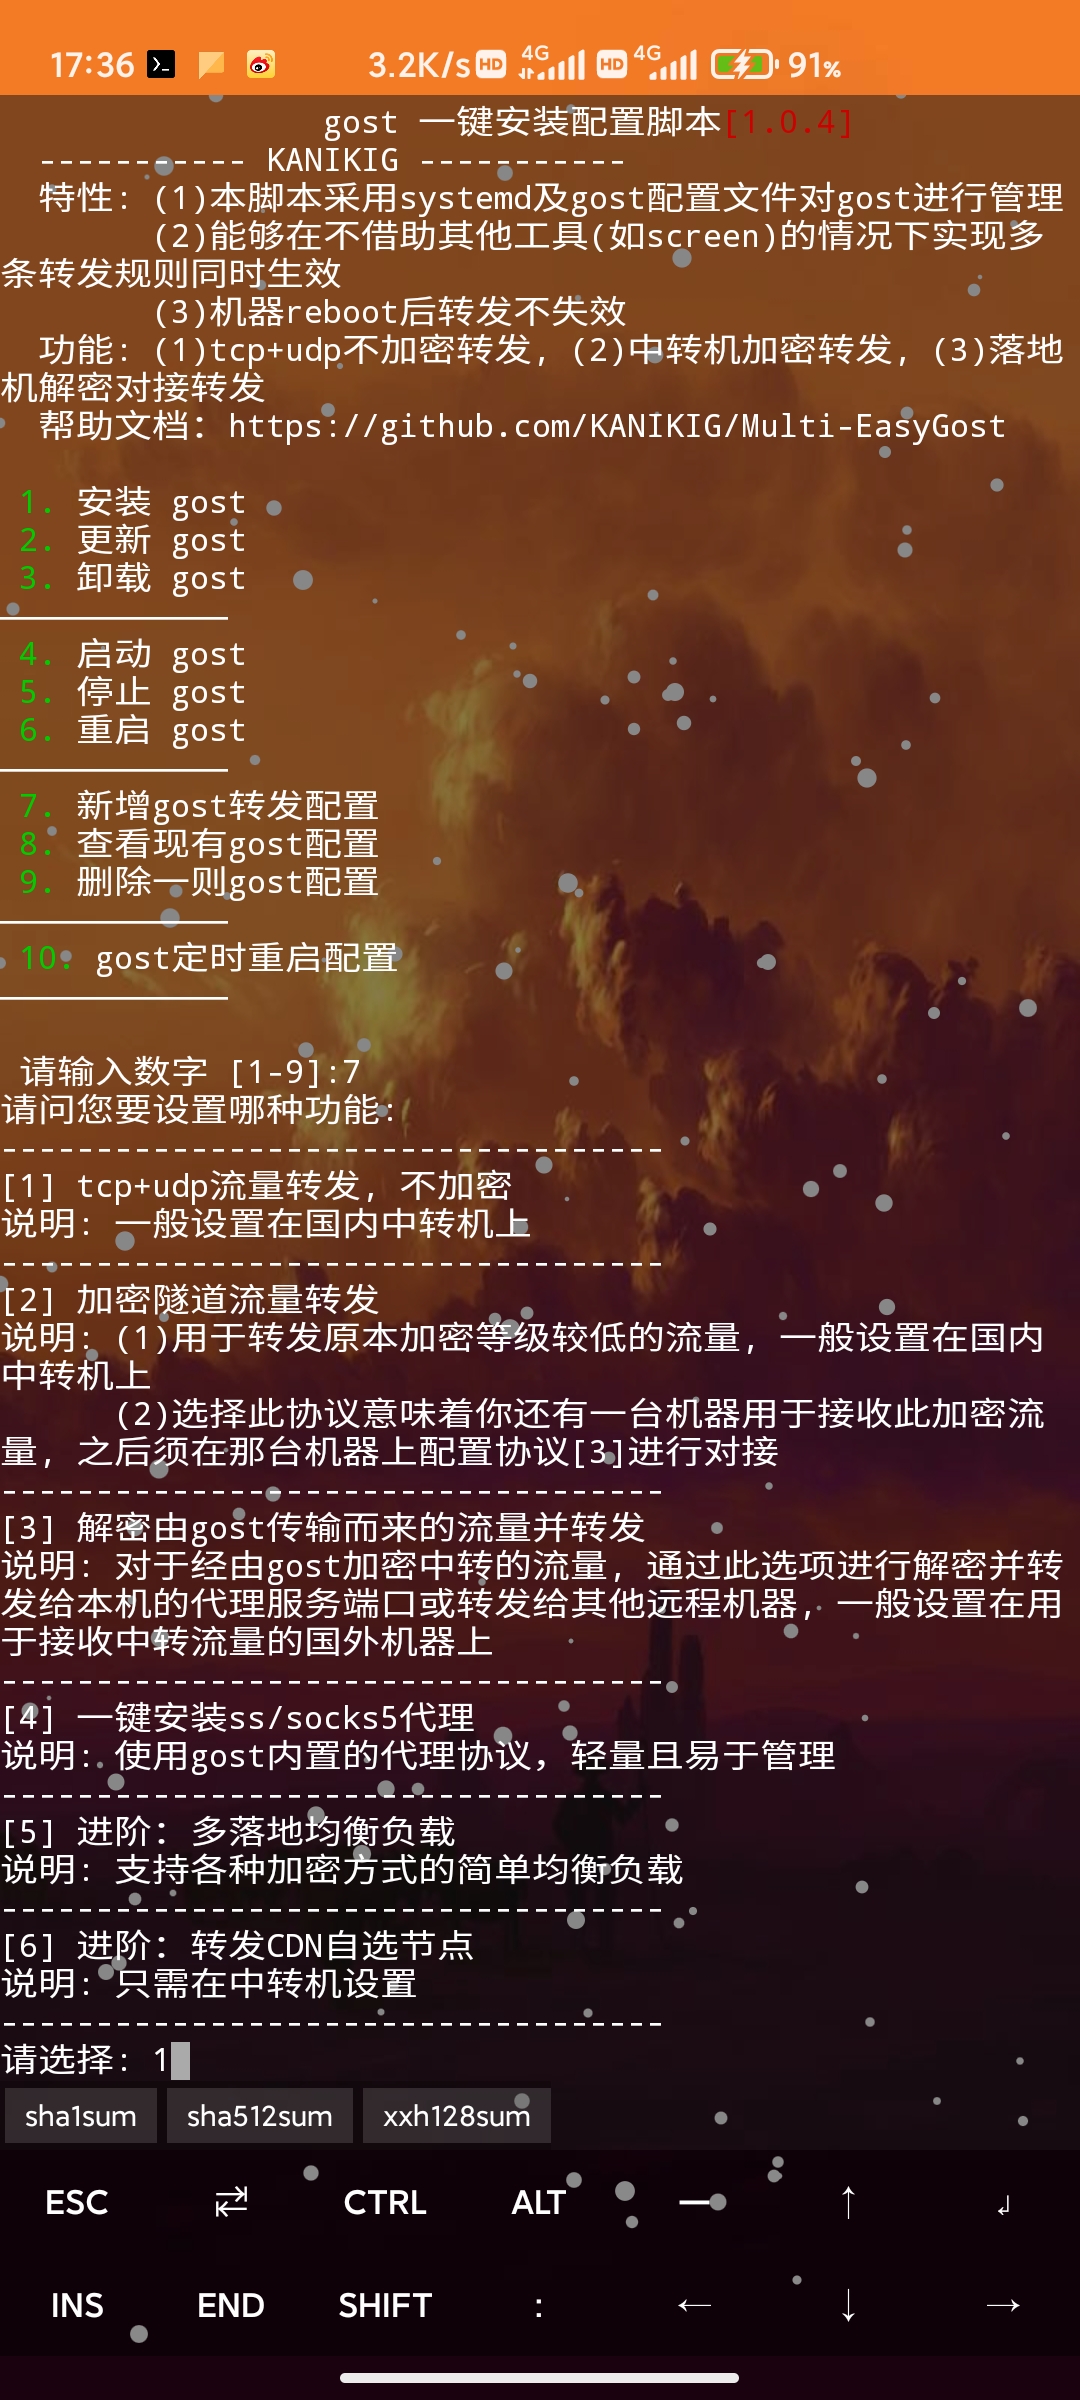 17:36 3.2K/s HD 4G HD 4G 91%
gost 一键安装配置脚本[1.0.4]
----------- KANIKIG -----------
特性: (1)本脚本采用systemd及gost配置文件对gost进行管理
(2)能够在不借助其他工具(如screen)的情况下实现多
条转发规则同时生效
(3)机器reboot后转发不失效
功能: (1)tcp+udp不加密转发, (2)中转机加密转发, (3)落地
机解密对接转发
帮助文档: https://github.com/KANIKIG/Multi-EasyGost
1. 安装 gost
2. 更新 gost
3. 卸载 gost
————————————
4. 启动 gost
5. 停止 gost
6. 重启 gost
————————————
7. 新增gost转发配置
8. 查看现有gost配置
9. 删除一则gost配置
————————————
10. gost定时重启配置
————————————
请输入数字 [1-9]:7
请问您要设置哪种功能:
-----------------------------------
[1] tcp+udp流量转发, 不加密
说明: 一般设置在国内中转机上
-----------------------------------
[2] 加密隧道流量转发
说明: (1)用于转发原本加密等级较低的流量, 一般设置在国内
中转机上
(2)选择此协议意味着你还有一台机器用于接收此加密流
量, 之后须在那台机器上配置协议[3]进行对接
-----------------------------------
[3] 解密由gost传输而来的流量并转发
说明: 对于经由gost加密中转的流量, 通过此选项进行解密并转
发给本机的代理服务端口或转发给其他远程机器, 一般设置在用
于接收中转流量的国外机器上
-----------------------------------
[4] 一键安装ss/socks5代理
说明: 使用gost内置的代理协议，轻量且易于管理
-----------------------------------
[5] 进阶：多落地均衡负载
说明: 支持各种加密方式的简单均衡负载
-----------------------------------
[6] 进阶：转发CDN自选节点
说明: 只需在中转机设置
-----------------------------------
请选择: 1
sha1sum sha512sum xxh128sum
ESC ⇄ CTRL ALT — ↑ ↲
INS END SHIFT : ← ↓ →